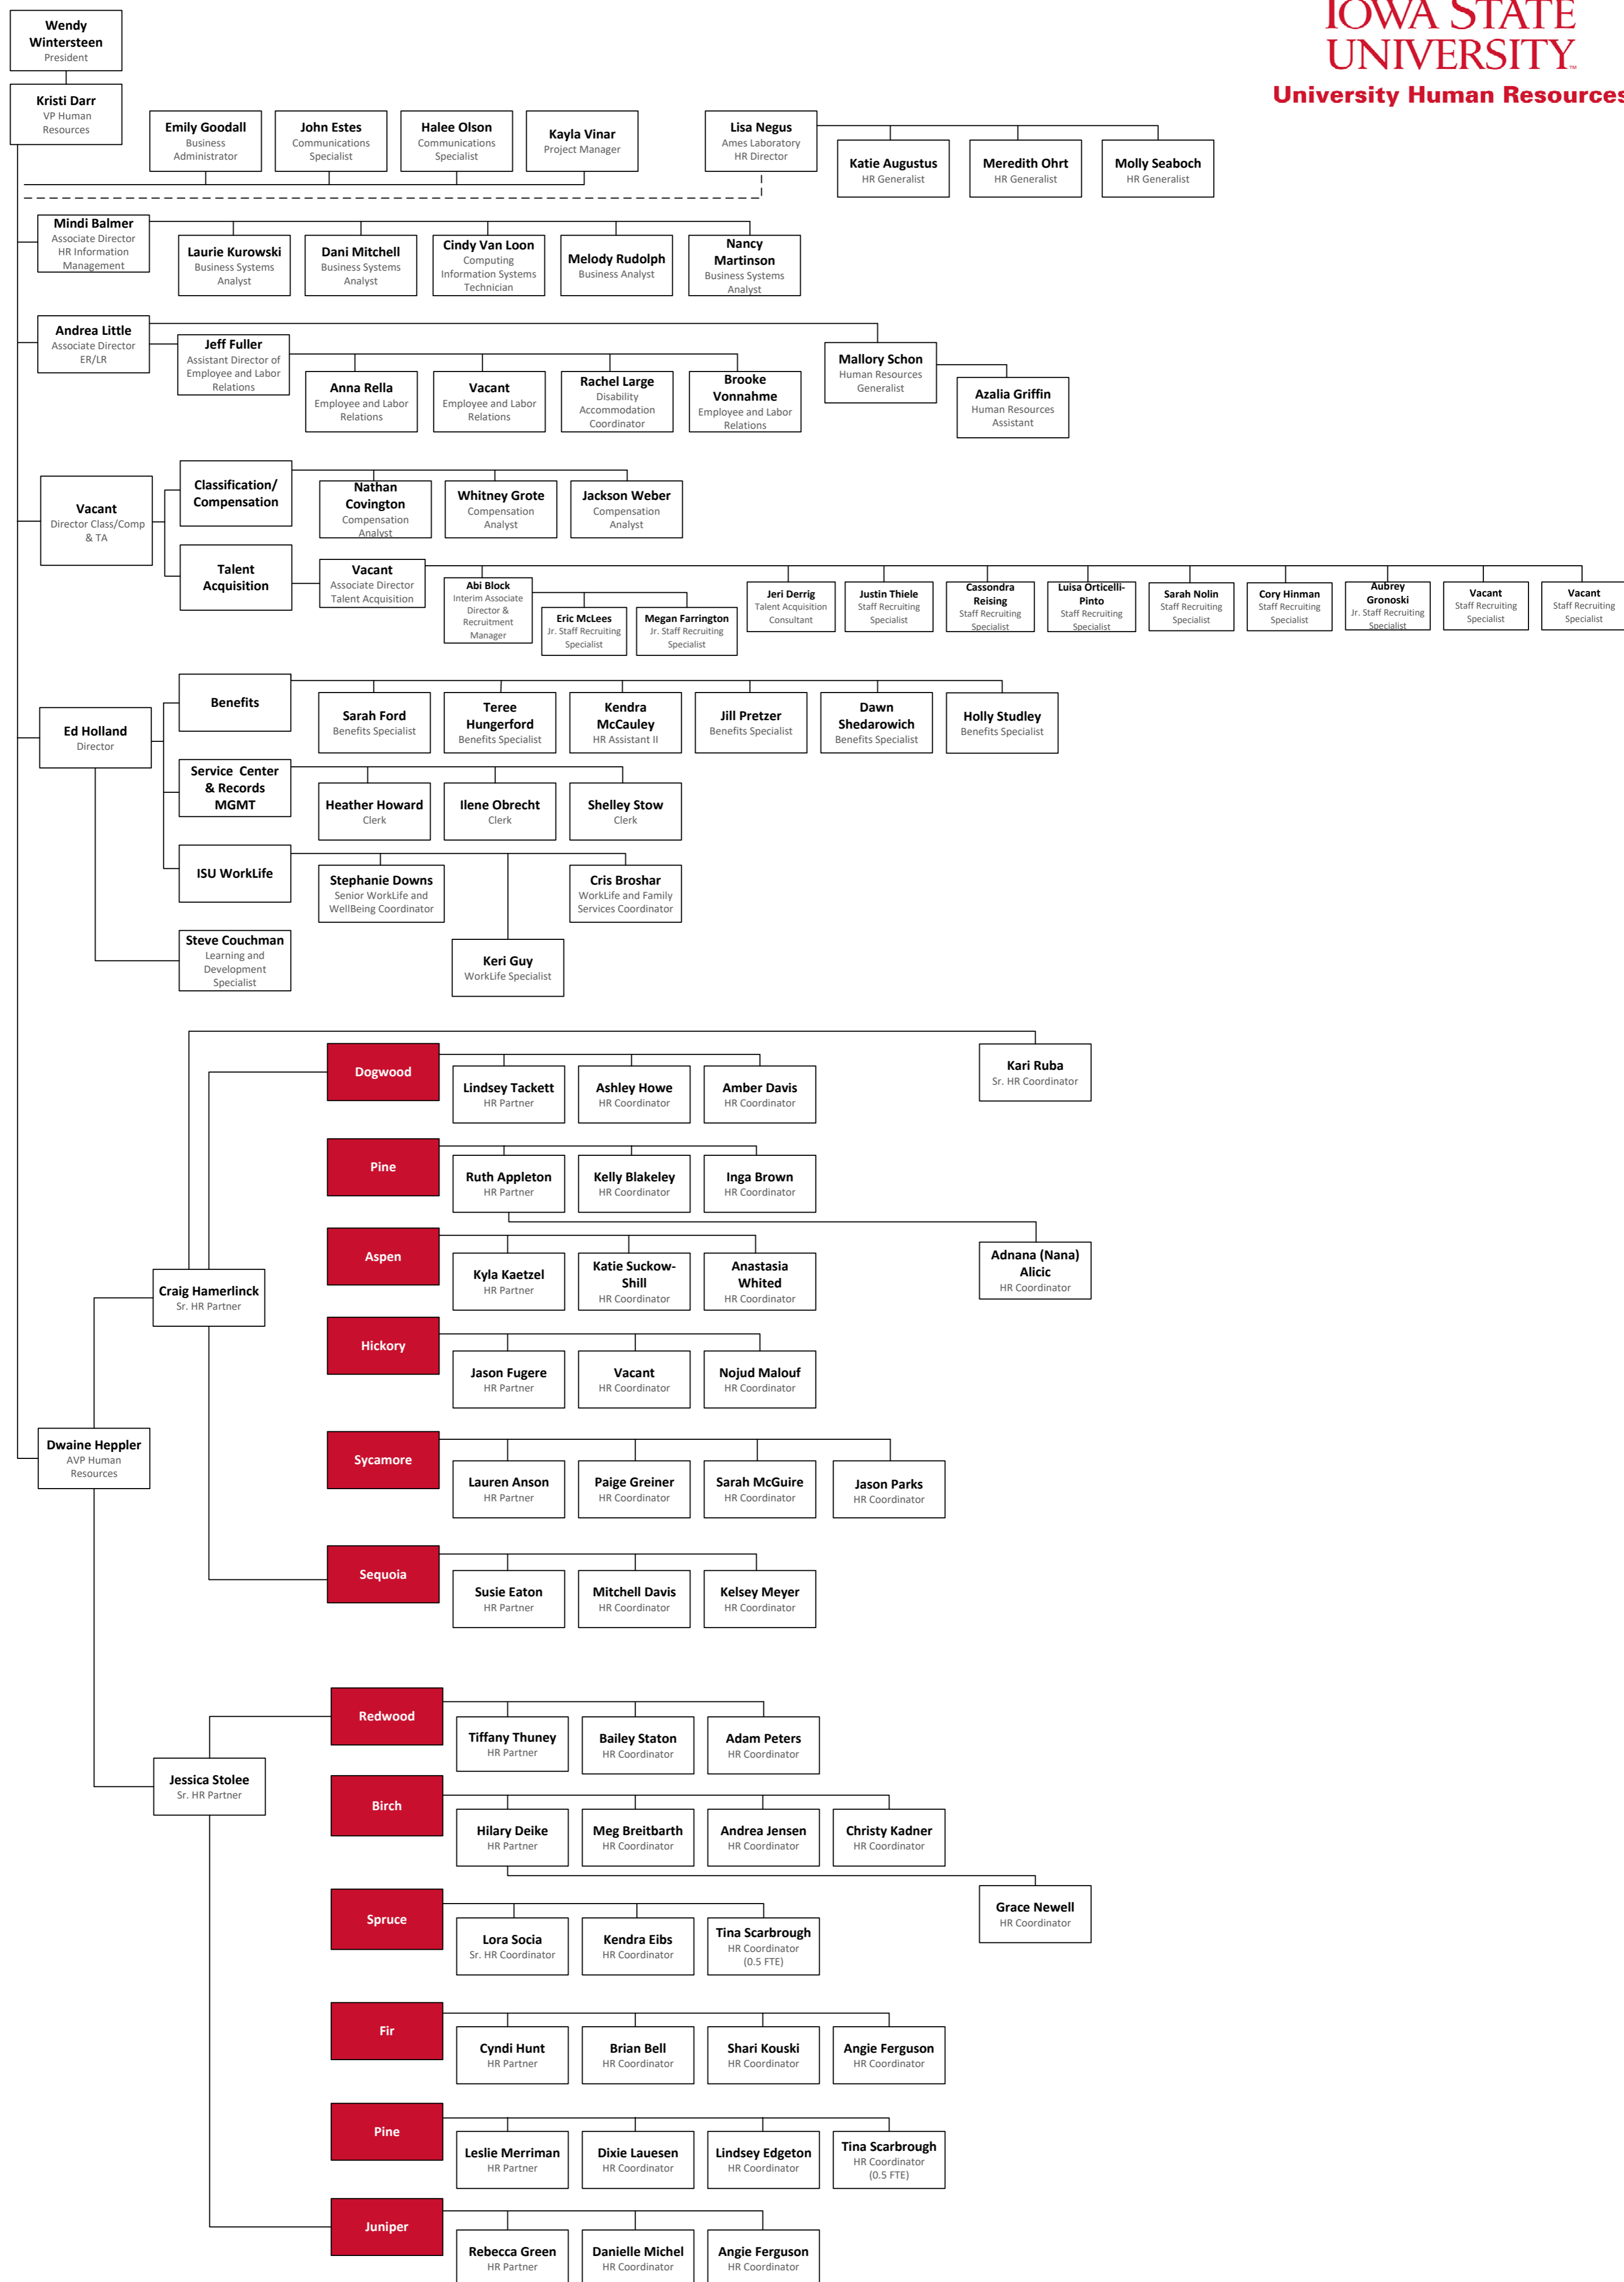 IOWA STATE
UNIVERSITY™
University Human Resources
Wendy
Wintersteen
President
Kristi Darr
VP Human
Resources
Emily Goodall
Business
Administrator
John Estes
Communications
Specialist
Halee Olson
Communications
Specialist
Kayla Vinar
Project Manager
Lisa Negus
Ames Laboratory
HR Director
Katie Augustus
HR Generalist
Meredith Ohrt
HR Generalist
Molly Seaboch
HR Generalist
Mindi Balmer
Associate Director
HR Information
Management
Laurie Kurowski
Business Systems
Analyst
Dani Mitchell
Business Systems
Analyst
Cindy Van Loon
Computing
Information Systems
Technician
Melody Rudolph
Business Analyst
Nancy
Martinson
Business Systems
Analyst
Andrea Little
Associate Director
ER/LR
Jeff Fuller
Assistant Director of
Employee and Labor
Relations
Anna Rella
Employee and Labor
Relations
Vacant
Employee and Labor
Relations
Rachel Large
Disability
Accommodation
Coordinator
Brooke
Vonnahme
Employee and Labor
Relations
Mallory Schon
Human Resources
Generalist
Azalia Griffin
Human Resources
Assistant
Vacant
Director Class/Comp
& TA
Classification/
Compensation
Nathan
Covington
Compensation
Analyst
Whitney Grote
Compensation
Analyst
Jackson Weber
Compensation
Analyst
Talent
Acquisition
Vacant
Associate Director
Talent Acquisition
Abi Block
Interim Associate
Director &
Recruitment
Manager
Eric McLees
Jr. Staff Recruiting
Specialist
Megan Farrington
Jr. Staff Recruiting
Specialist
Jeri Derrig
Talent Acquisition
Consultant
Justin Thiele
Staff Recruiting
Specialist
Cassondra
Reising
Staff Recruiting
Specialist
Luisa Orticelli-
Pinto
Staff Recruiting
Specialist
Sarah Nolin
Staff Recruiting
Specialist
Cory Hinman
Staff Recruiting
Specialist
Aubrey
Gronoski
Jr. Staff Recruiting
Specialist
Vacant
Staff Recruiting
Specialist
Vacant
Staff Recruiting
Specialist
Ed Holland
Director
Benefits
Sarah Ford
Benefits Specialist
Teree
Hungerford
Benefits Specialist
Kendra
McCauley
HR Assistant II
Jill Pretzer
Benefits Specialist
Dawn
Shedarowich
Benefits Specialist
Holly Studley
Benefits Specialist
Service Center
& Records
MGMT
Heather Howard
Clerk
Ilene Obrecht
Clerk
Shelley Stow
Clerk
ISU WorkLife
Stephanie Downs
Senior WorkLife and
WellBeing Coordinator
Keri Guy
WorkLife Specialist
Cris Broshar
WorkLife and Family
Services Coordinator
Steve Couchman
Learning and
Development
Specialist
Dwaine Heppler
AVP Human
Resources
Craig Hamerlinck
Sr. HR Partner
Kari Ruba
Sr. HR Coordinator
Dogwood
Lindsey Tackett
HR Partner
Ashley Howe
HR Coordinator
Amber Davis
HR Coordinator
Pine
Ruth Appleton
HR Partner
Kelly Blakeley
HR Coordinator
Inga Brown
HR Coordinator
Adnana (Nana)
Alicic
HR Coordinator
Aspen
Kyla Kaetzel
HR Partner
Katie Suckow-
Shill
HR Coordinator
Anastasia
Whited
HR Coordinator
Hickory
Jason Fugere
HR Partner
Vacant
HR Coordinator
Nojud Malouf
HR Coordinator
Sycamore
Lauren Anson
HR Partner
Paige Greiner
HR Coordinator
Sarah McGuire
HR Coordinator
Jason Parks
HR Coordinator
Sequoia
Susie Eaton
HR Partner
Mitchell Davis
HR Coordinator
Kelsey Meyer
HR Coordinator
Jessica Stolee
Sr. HR Partner
Redwood
Tiffany Thuney
HR Partner
Bailey Staton
HR Coordinator
Adam Peters
HR Coordinator
Birch
Hilary Deike
HR Partner
Meg Breitbarth
HR Coordinator
Andrea Jensen
HR Coordinator
Christy Kadner
HR Coordinator
Grace Newell
HR Coordinator
Spruce
Lora Socia
Sr. HR Coordinator
Kendra Eibs
HR Coordinator
Tina Scarbrough
HR Coordinator
(0.5 FTE)
Fir
Cyndi Hunt
HR Partner
Brian Bell
HR Coordinator
Shari Kouski
HR Coordinator
Angie Ferguson
HR Coordinator
Pine
Leslie Merriman
HR Partner
Dixie Lauesen
HR Coordinator
Lindsey Edgeton
HR Coordinator
Tina Scarbrough
HR Coordinator
(0.5 FTE)
Juniper
Rebecca Green
HR Partner
Danielle Michel
HR Coordinator
Angie Ferguson
HR Coordinator